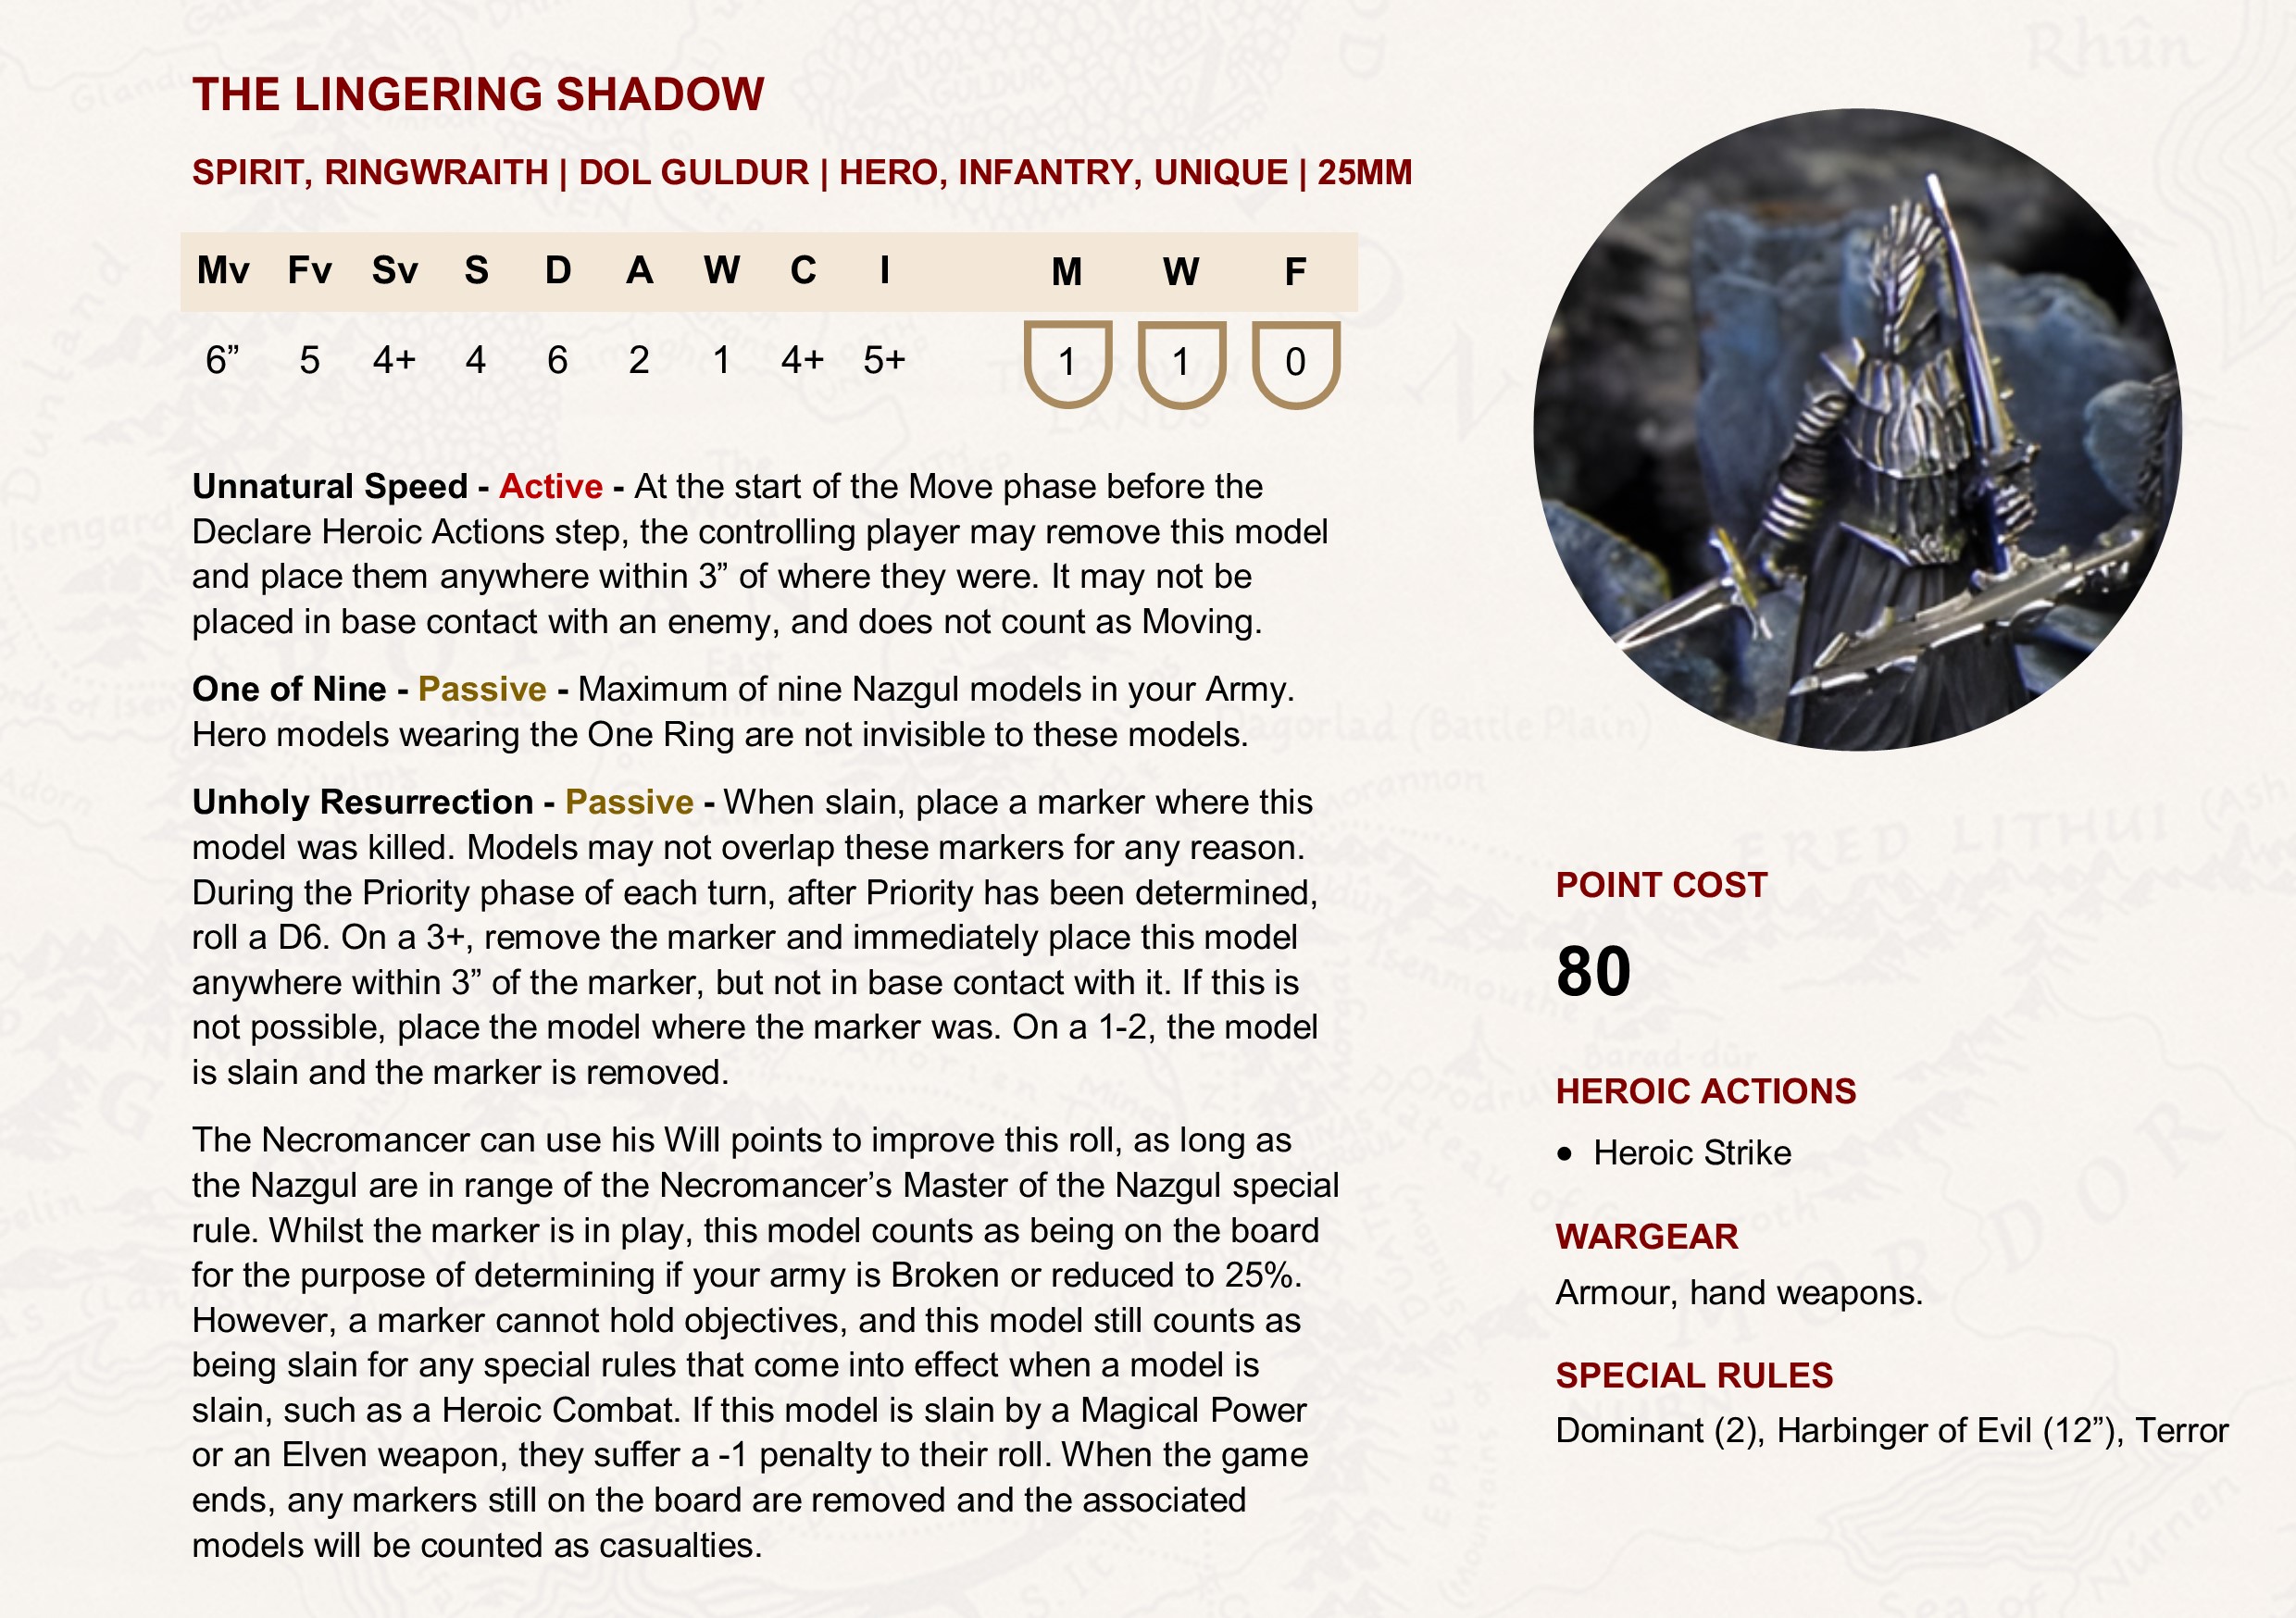 THE LINGERING SHADOW
SPIRIT, RINGWRAITH | DOL GULDUR | HERO, INFANTRY, UNIQUE | 25MM
Mv Fv Sv S D A W C I M W F
6” 5 4+ 4 6 2 1 4+ 5+ 1 1 0
Unnatural Speed - Active - At the start of the Move phase before the
Declare Heroic Actions step, the controlling player may remove this model
and place them anywhere within 3” of where they were. It may not be
placed in base contact with an enemy, and does not count as Moving.
One of Nine - Passive - Maximum of nine Nazgul models in your Army.
Hero models wearing the One Ring are not invisible to these models.
Unholy Resurrection - Passive - When slain, place a marker where this
model was killed. Models may not overlap these markers for any reason.
During the Priority phase of each turn, after Priority has been determined,
roll a D6. On a 3+, remove the marker and immediately place this model
anywhere within 3” of the marker, but not in base contact with it. If this is
not possible, place the model where the marker was. On a 1-2, the model
is slain and the marker is removed.
The Necromancer can use his Will points to improve this roll, as long as
the Nazgul are in range of the Necromancer’s Master of the Nazgul special
rule. Whilst the marker is in play, this model counts as being on the board
for the purpose of determining if your army is Broken or reduced to 25%.
However, a marker cannot hold objectives, and this model still counts as
being slain for any special rules that come into effect when a model is
slain, such as a Heroic Combat. If this model is slain by a Magical Power
or an Elven weapon, they suffer a -1 penalty to their roll. When the game
ends, any markers still on the board are removed and the associated
models will be counted as casualties.
POINT COST
80
HEROIC ACTIONS
• Heroic Strike
WARGEAR
Armour, hand weapons.
SPECIAL RULES
Dominant (2), Harbinger of Evil (12”), Terror
Rhûn
Dunland
Isengard
Dagorlad (Battle Plain)
ERED LITHUI
Isenmouthe
Barad-dûr
MORDOR
Sea of Núrnen